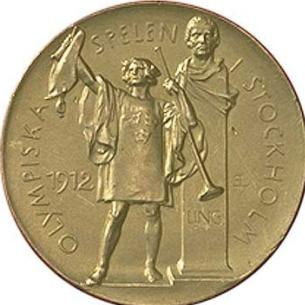 OLYMPISKA SPELEN I STOCKHOLM
1912
LING